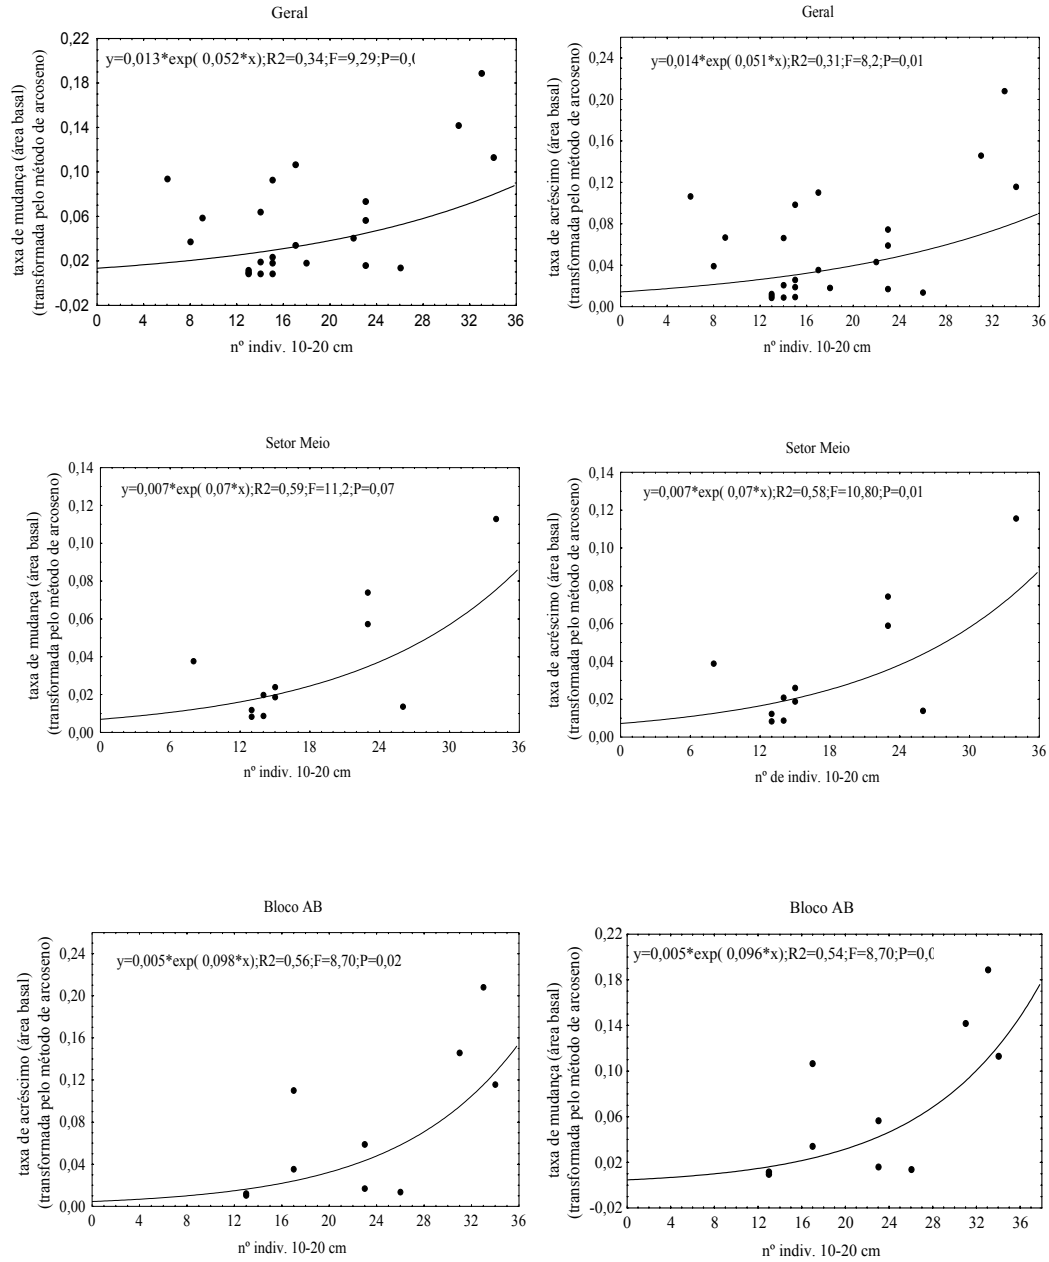 Geral
y=0,013*exp( 0,052*x);R2=0,34;F=9,29;P=0,0
taxa de mudança (área basal)
(transformada pelo método de arcoseno)
0,22
0,18
0,14
0,10
0,06
0,02
-0,02
0 4 8 12 16 20 24 28 32 36
nº indiv. 10-20 cm
Geral
y=0,014*exp( 0,051*x);R2=0,31;F=8,2;P=0,01
taxa de acréscimo (área basal)
(transformada pelo método de arcoseno)
0,24
0,20
0,16
0,12
0,08
0,04
0,00
0 4 8 12 16 20 24 28 32 36
nº indiv. 10-20 cm
Setor Meio
y=0,007*exp( 0,07*x);R2=0,59;F=11,2;P=0,07
taxa de mudança (área basal)
(transformada pelo método de arcoseno)
0,14
0,12
0,10
0,08
0,06
0,04
0,02
0,00
0 6 12 18 24 30 36
nº indiv. 10-20 cm
Setor Meio
y=0,007*exp( 0,07*x);R2=0,58;F=10,80;P=0,01
taxa de acréscimo (área basal)
(transformada pelo método de arcoseno)
0,14
0,12
0,10
0,08
0,06
0,04
0,02
0,00
0 6 12 18 24 30 36
nº de indiv. 10-20 cm
Bloco AB
y=0,005*exp( 0,098*x);R2=0,56;F=8,70;P=0,02
taxa de acréscimo (área basal)
(transformada pelo método de arcoseno)
0,24
0,20
0,16
0,12
0,08
0,04
0,00
0 4 8 12 16 20 24 28 32 36
nº indiv. 10-20 cm
Bloco AB
y=0,005*exp( 0,096*x);R2=0,54;F=8,70;P=0,0
taxa de mudança (área basal)
(transformada pelo método de arcoseno)
0,22
0,18
0,14
0,10
0,06
0,02
-0,02
0 4 8 12 16 20 24 28 32 36
nº indiv. 10-20 cm